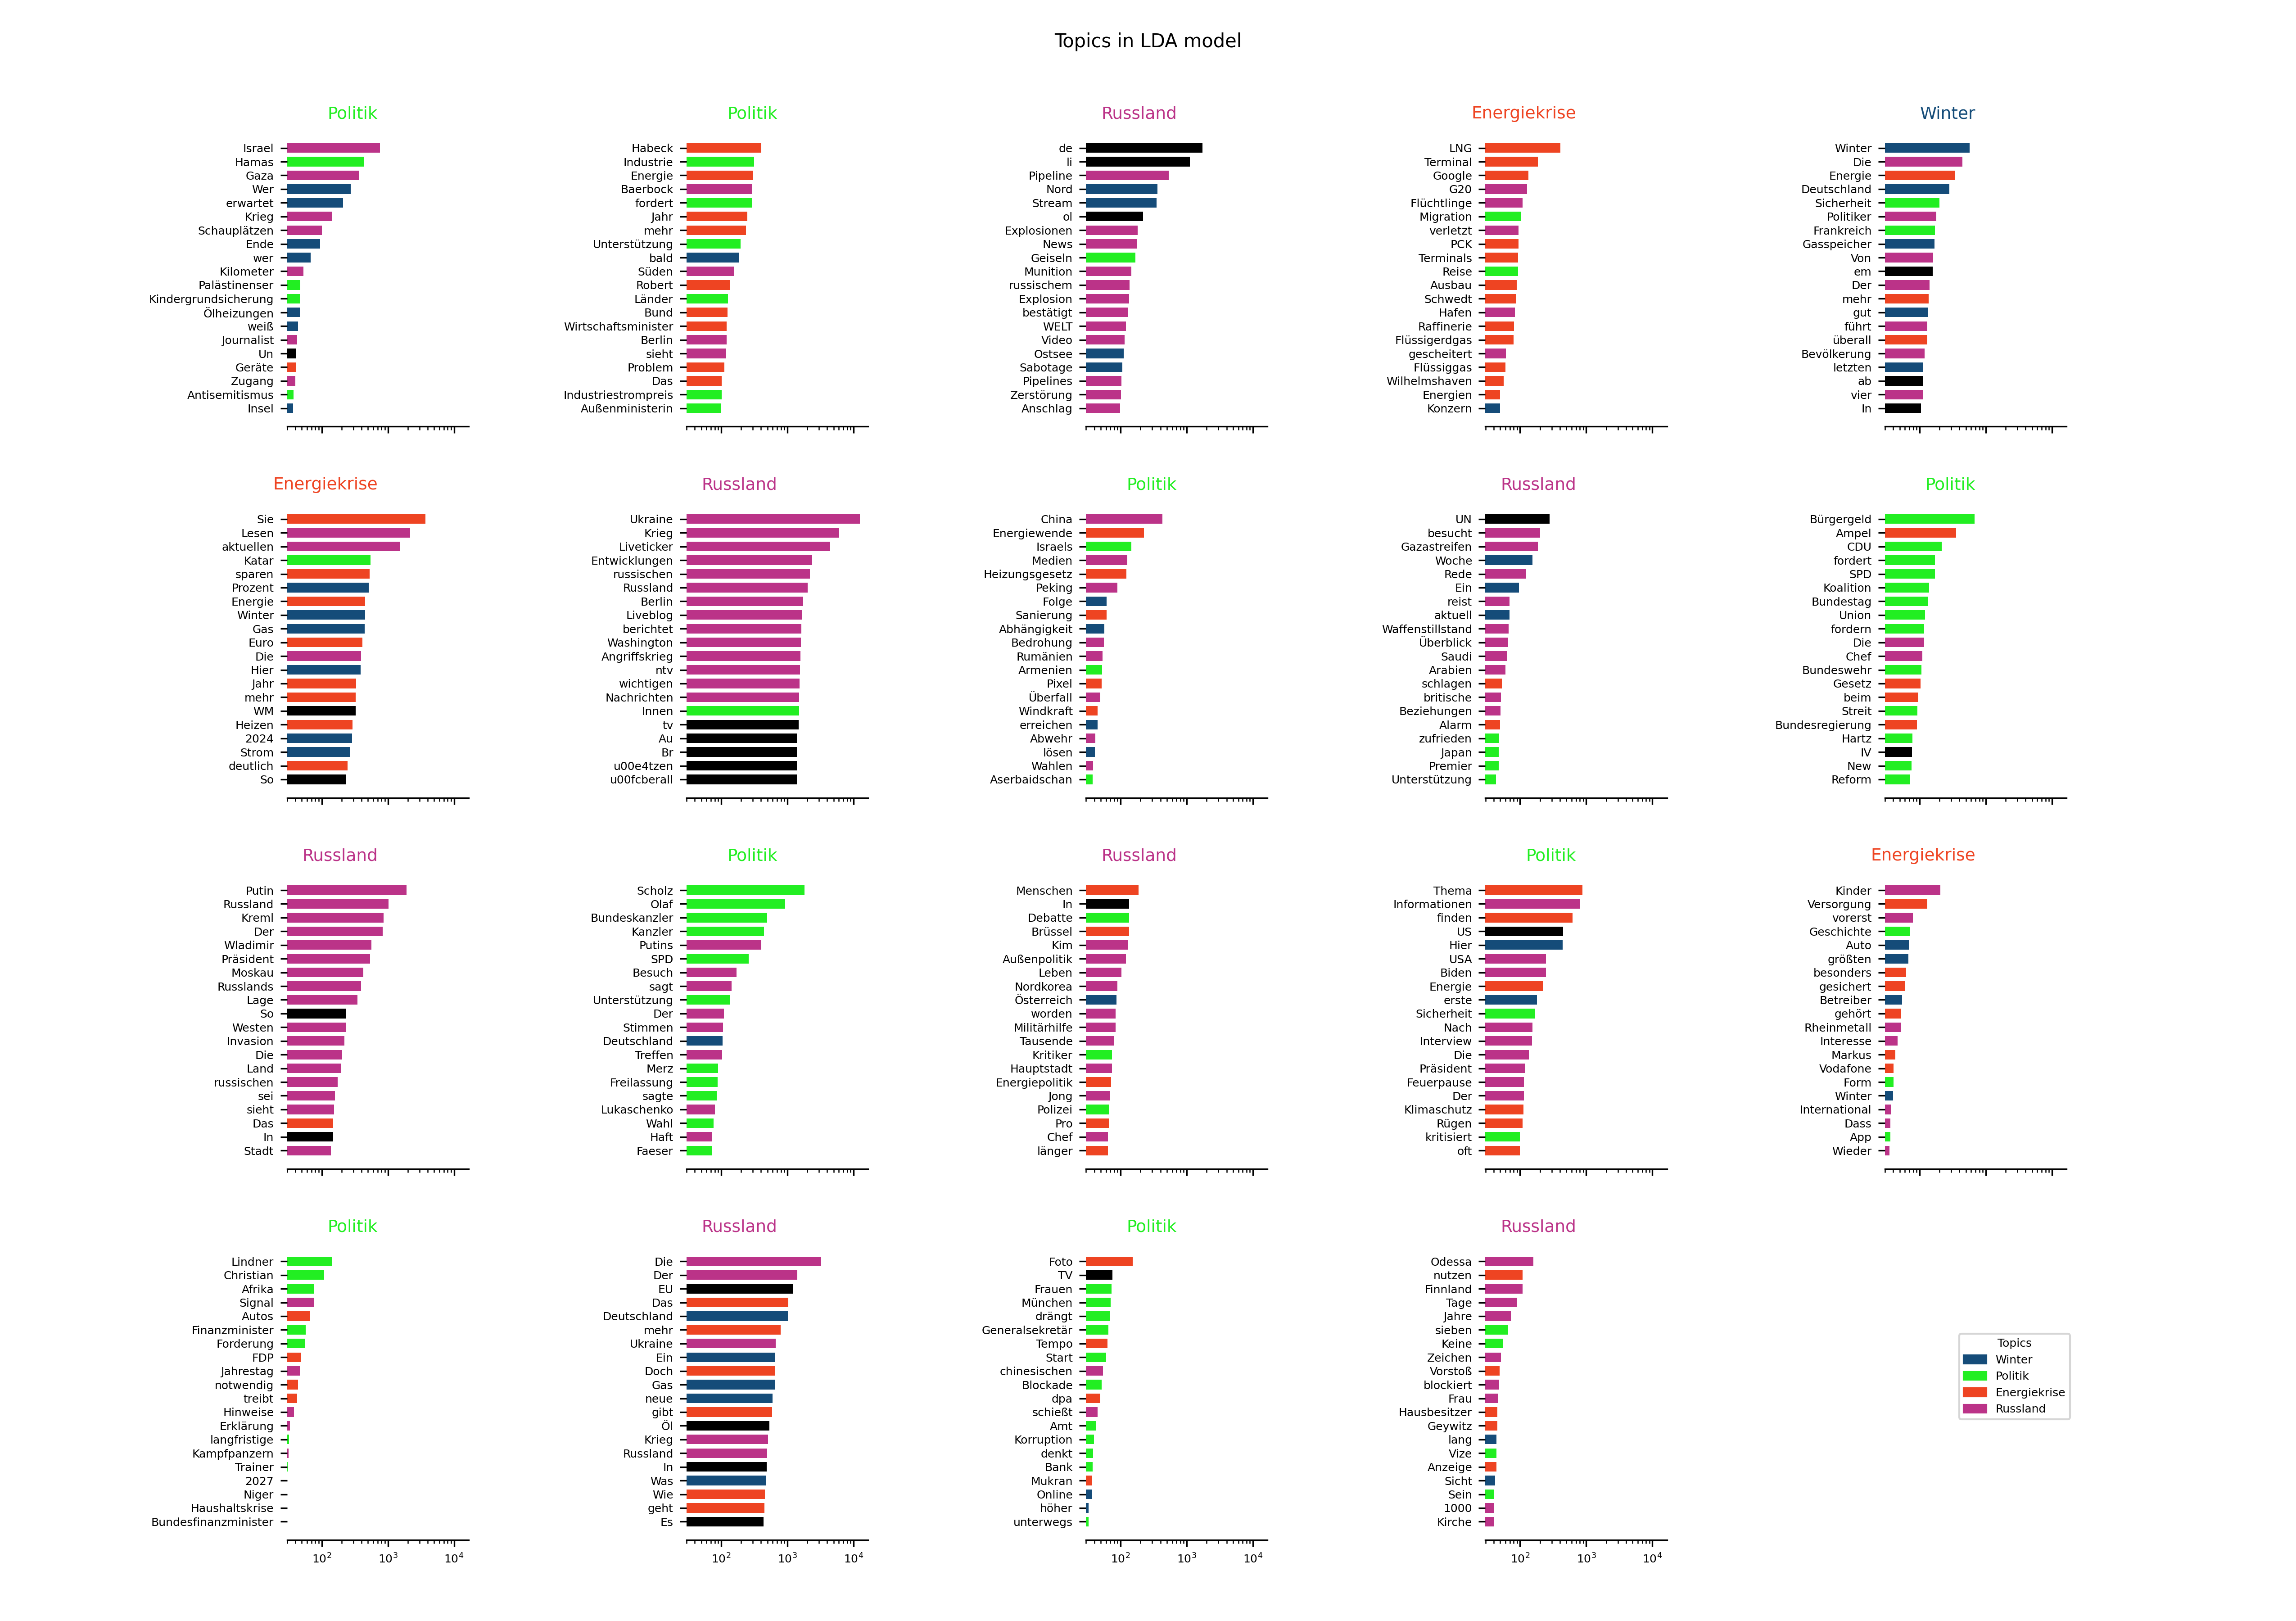 Topics in LDA model
Politik
Israel
Hamas
Gaza
Wer
erwartet
Krieg
Schauplätzen
Ende
wer
Kilometer
Palästinenser
Kindergrundsicherung
Ölheizungen
weiß
Journalist
Un
Geräte
Zugang
Antisemitismus
Insel
Politik
Habeck
Industrie
Energie
Baerbock
fordert
Jahr
mehr
Unterstützung
bald
Süden
Robert
Länder
Bund
Wirtschaftsminister
Berlin
sieht
Problem
Das
Industriestrompreis
Außenministerin
Russland
de
li
Pipeline
Nord
Stream
ol
Explosionen
News
Geiseln
Munition
russischem
Explosion
bestätigt
WELT
Video
Ostsee
Sabotage
Pipelines
Zerstörung
Anschlag
Energiekrise
LNG
Terminal
Google
G20
Flüchtlinge
Migration
verletzt
PCK
Terminals
Reise
Ausbau
Schwedt
Hafen
Raffinerie
Flüssigerdgas
gescheitert
Flüssiggas
Wilhelmshaven
Energien
Konzern
Winter
Winter
Die
Energie
Deutschland
Sicherheit
Politiker
Frankreich
Gasspeicher
Von
em
Der
mehr
gut
führt
überall
Bevölkerung
letzten
ab
vier
In
Energiekrise
Sie
Lesen
aktuellen
Katar
sparen
Prozent
Energie
Winter
Gas
Euro
Die
Hier
Jahr
mehr
WM
Heizen
2024
Strom
deutlich
So
Russland
Ukraine
Krieg
Liveticker
Entwicklungen
russischen
Russland
Berlin
Liveblog
berichtet
Washington
Angriffskrieg
ntv
wichtigen
Nachrichten
Innen
tv
Au
Br
u00e4tzen
u00fcberall
Politik
China
Energiewende
Israels
Medien
Heizungsgesetz
Peking
Folge
Sanierung
Abhängigkeit
Bedrohung
Rumänien
Armenien
Pixel
Überfall
Windkraft
erreichen
Abwehr
lösen
Wahlen
Aserbaidschan
Russland
UN
besucht
Gazastreifen
Woche
Rede
Ein
reist
aktuell
Waffenstillstand
Überblick
Saudi
Arabien
schlagen
britische
Beziehungen
Alarm
zufrieden
Japan
Premier
Unterstützung
Politik
Bürgergeld
Ampel
CDU
fordert
SPD
Koalition
Bundestag
Union
fordern
Die
Chef
Bundeswehr
Gesetz
beim
Streit
Bundesregierung
Hartz
IV
New
Reform
Russland
Putin
Russland
Kreml
Der
Wladimir
Präsident
Moskau
Russlands
Lage
So
Westen
Invasion
Die
Land
russischen
sei
sieht
Das
In
Stadt
Politik
Scholz
Olaf
Bundeskanzler
Kanzler
Putins
SPD
Besuch
sagt
Unterstützung
Der
Stimmen
Deutschland
Treffen
Merz
Freilassung
sagte
Lukaschenko
Wahl
Haft
Faeser
Russland
Menschen
In
Debatte
Brüssel
Kim
Außenpolitik
Leben
Nordkorea
Österreich
worden
Militärhilfe
Tausende
Kritiker
Hauptstadt
Energiepolitik
Jong
Polizei
Pro
Chef
länger
Politik
Thema
Informationen
finden
US
Hier
USA
Biden
Energie
erste
Sicherheit
Nach
Interview
Die
Präsident
Feuerpause
Der
Klimaschutz
Rügen
kritisiert
oft
Energiekrise
Kinder
Versorgung
vorerst
Geschichte
Auto
größten
besonders
gesichert
Betreiber
gehört
Rheinmetall
Interesse
Markus
Vodafone
Form
Winter
International
Dass
App
Wieder
Politik
Lindner
Christian
Afrika
Signal
Autos
Finanzminister
Forderung
FDP
Jahrestag
notwendig
treibt
Hinweise
Erklärung
langfristige
Kampfpanzern
Trainer
2027
Niger
Haushaltskrise
Bundesfinanzminister
10² 10³ 10⁴
Russland
Die
Der
EU
Das
Deutschland
mehr
Ukraine
Ein
Doch
Gas
neue
gibt
Öl
Krieg
Russland
In
Was
Wie
geht
Es
10² 10³ 10⁴
Politik
Foto
TV
Frauen
München
drängt
Generalsekretär
Tempo
Start
chinesischen
Blockade
dpa
schießt
Amt
Korruption
denkt
Bank
Mukran
Online
höher
unterwegs
10² 10³ 10⁴
Russland
Odessa
nutzen
Finnland
Tage
Jahre
sieben
Keine
Zeichen
Vorstoß
blockiert
Frau
Hausbesitzer
Geywitz
lang
Vize
Anzeige
Sicht
Sein
1000
Kirche
10² 10³ 10⁴
Topics
Winter
Politik
Energiekrise
Russland